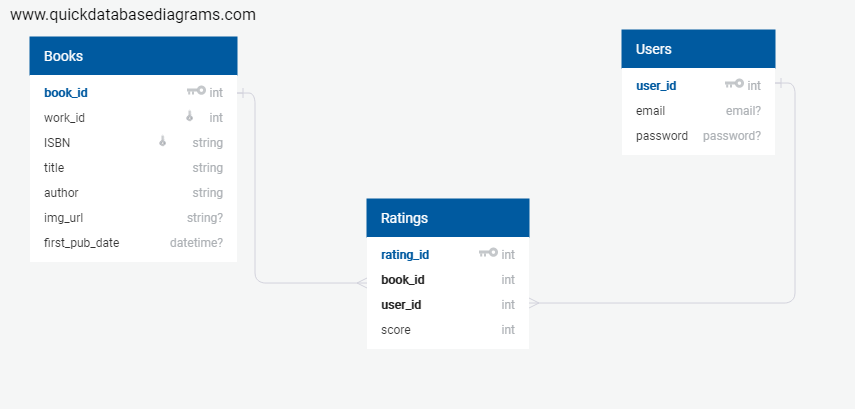 www.quickdatabasediagrams.com
Books
book_id int
work_id int
ISBN string
title string
author string
img_url string?
first_pub_date datetime?
Users
user_id int
email email?
password password?
Ratings
rating_id int
book_id int
user_id int
score int